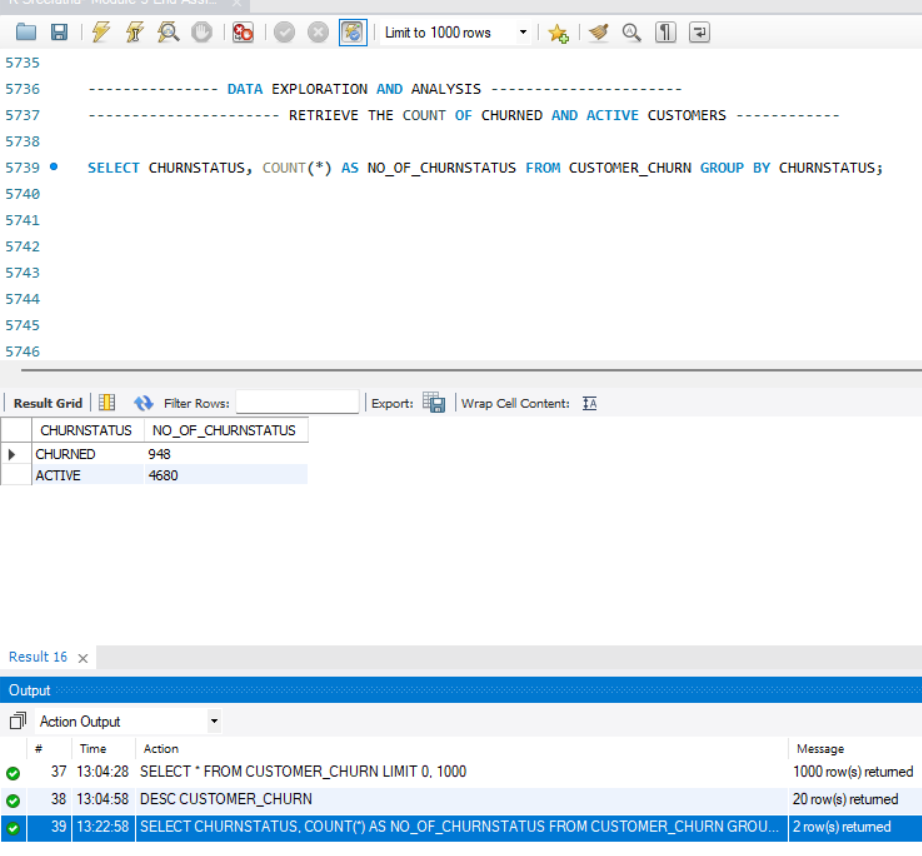 Limit to 1000 rows
5735
5736 --------------- DATA EXPLORATION AND ANALYSIS ----------------------
5737 ---------------------- RETRIEVE THE COUNT OF CHURNED AND ACTIVE CUSTOMERS ------------
5738
5739 SELECT CHURNSTATUS, COUNT(*) AS NO_OF_CHURNSTATUS FROM CUSTOMER_CHURN GROUP BY CHURNSTATUS;
5740
5741
5742
5743
5744
5745
5746
Result Grid Filter Rows: Export: Wrap Cell Content: IA
CHURNSTATUS NO_OF_CHURNSTATUS
CHURNED 948
ACTIVE 4680
Result 16
Output
Action Output
# Time Action Message
37 13:04:28 SELECT * FROM CUSTOMER_CHURN LIMIT 0, 1000 1000 row(s) returned
38 13:04:58 DESC CUSTOMER_CHURN 20 row(s) returned
39 13:22:58 SELECT CHURNSTATUS, COUNT(*) AS NO_OF_CHURNSTATUS FROM CUSTOMER_CHURN GROU... 2 row(s) returned